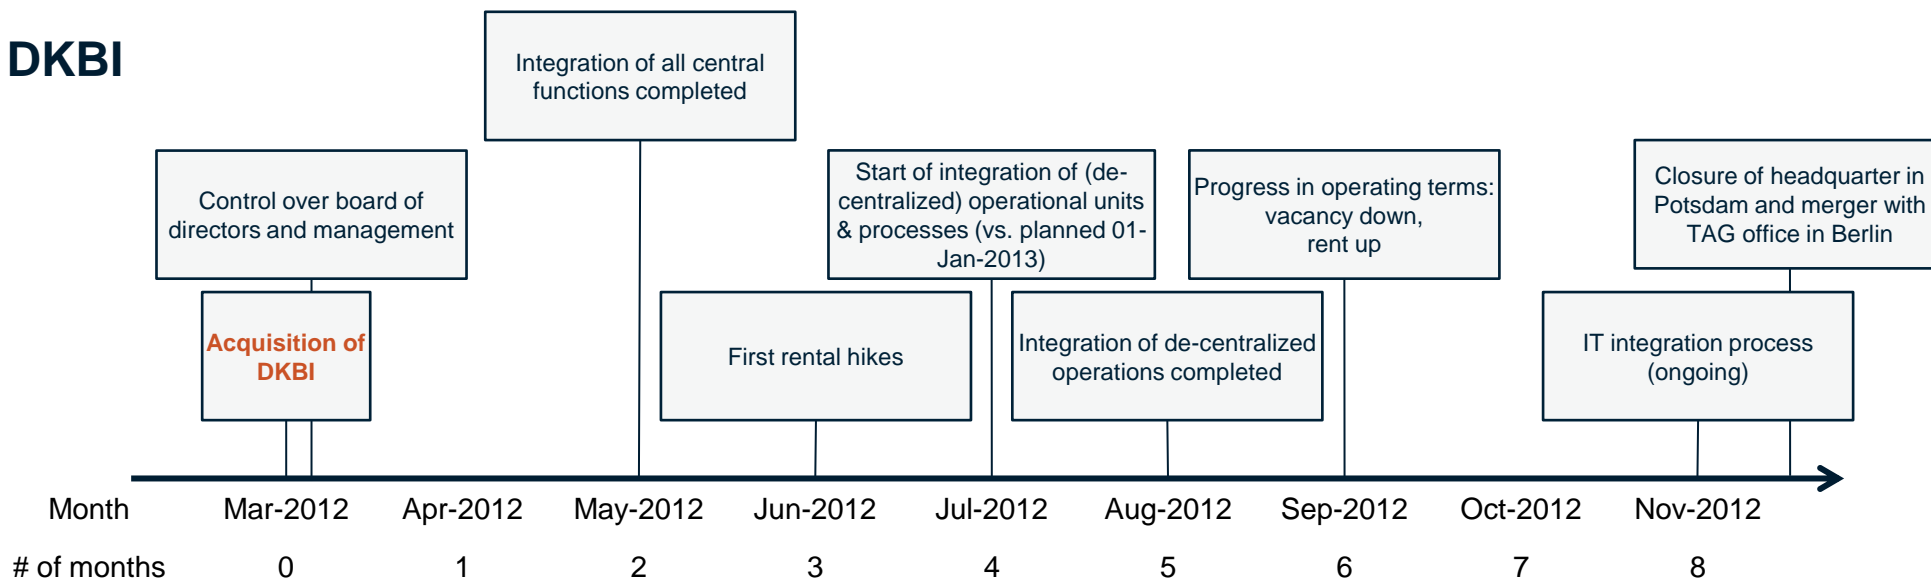 DKBI
Integration of all central
functions completed
Control over board of
directors and management
Start of integration of (de-
centralized) operational units
& processes (vs. planned 01-
Jan-2013)
Progress in operating terms:
vacancy down,
rent up
Closure of headquarter in
Potsdam and merger with
TAG office in Berlin
Acquisition of
DKBI
First rental hikes
Integration of de-centralized
operations completed
IT integration process
(ongoing)
Month Mar-2012 Apr-2012 May-2012 Jun-2012 Jul-2012 Aug-2012 Sep-2012 Oct-2012 Nov-2012
# of months 0 1 2 3 4 5 6 7 8